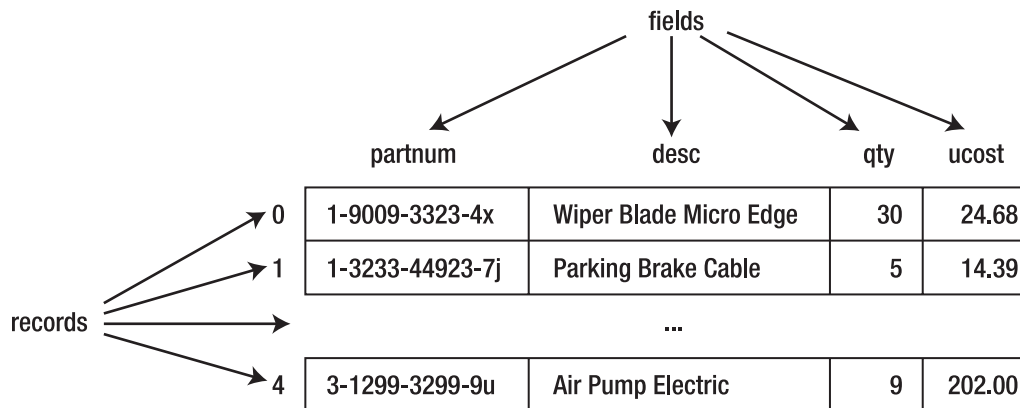 fields
partnum desc qty ucost
0 1-9009-3323-4x Wiper Blade Micro Edge 30 24.68
1 1-3233-44923-7j Parking Brake Cable 5 14.39
records ...
4 3-1299-3299-9u Air Pump Electric 9 202.00